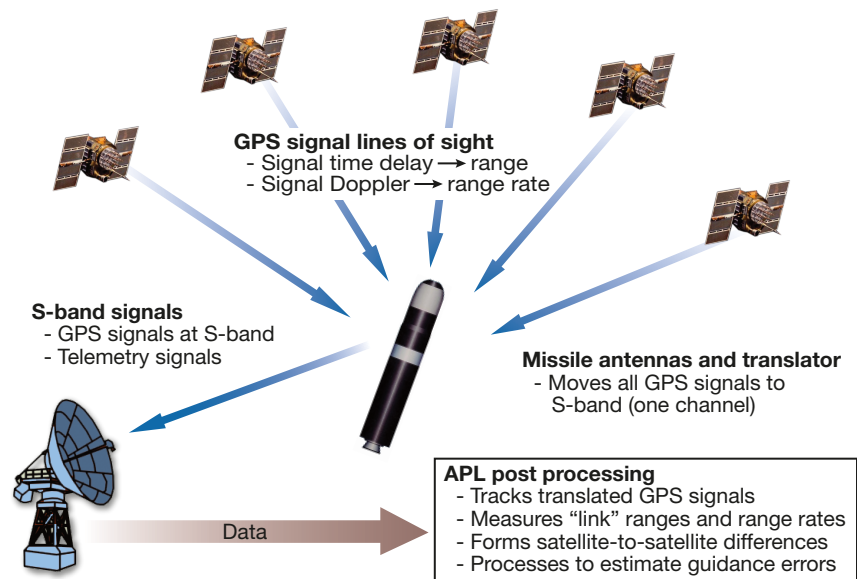 GPS signal lines of sight
- Signal time delay → range
- Signal Doppler → range rate
S-band signals
- GPS signals at S-band
- Telemetry signals
Missile antennas and translator
- Moves all GPS signals to
S-band (one channel)
Data
APL post processing
- Tracks translated GPS signals
- Measures “link” ranges and range rates
- Forms satellite-to-satellite differences
- Processes to estimate guidance errors